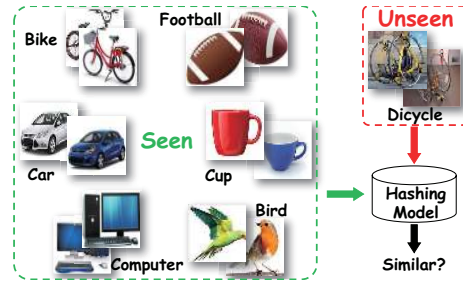 Bike
Football
Unseen
Dicycle
Car
Seen
Cup
Hashing
Model
Computer
Bird
Similar?